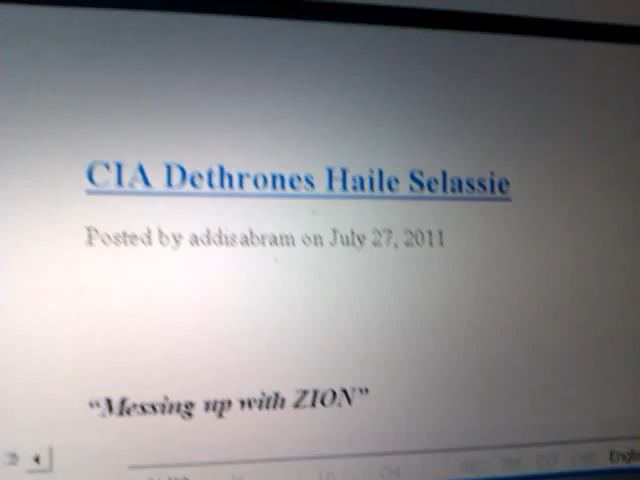 CIA Dethrones Haile Selassie
Posted by addisabram on July 27, 2011
“Messing up with ZION”